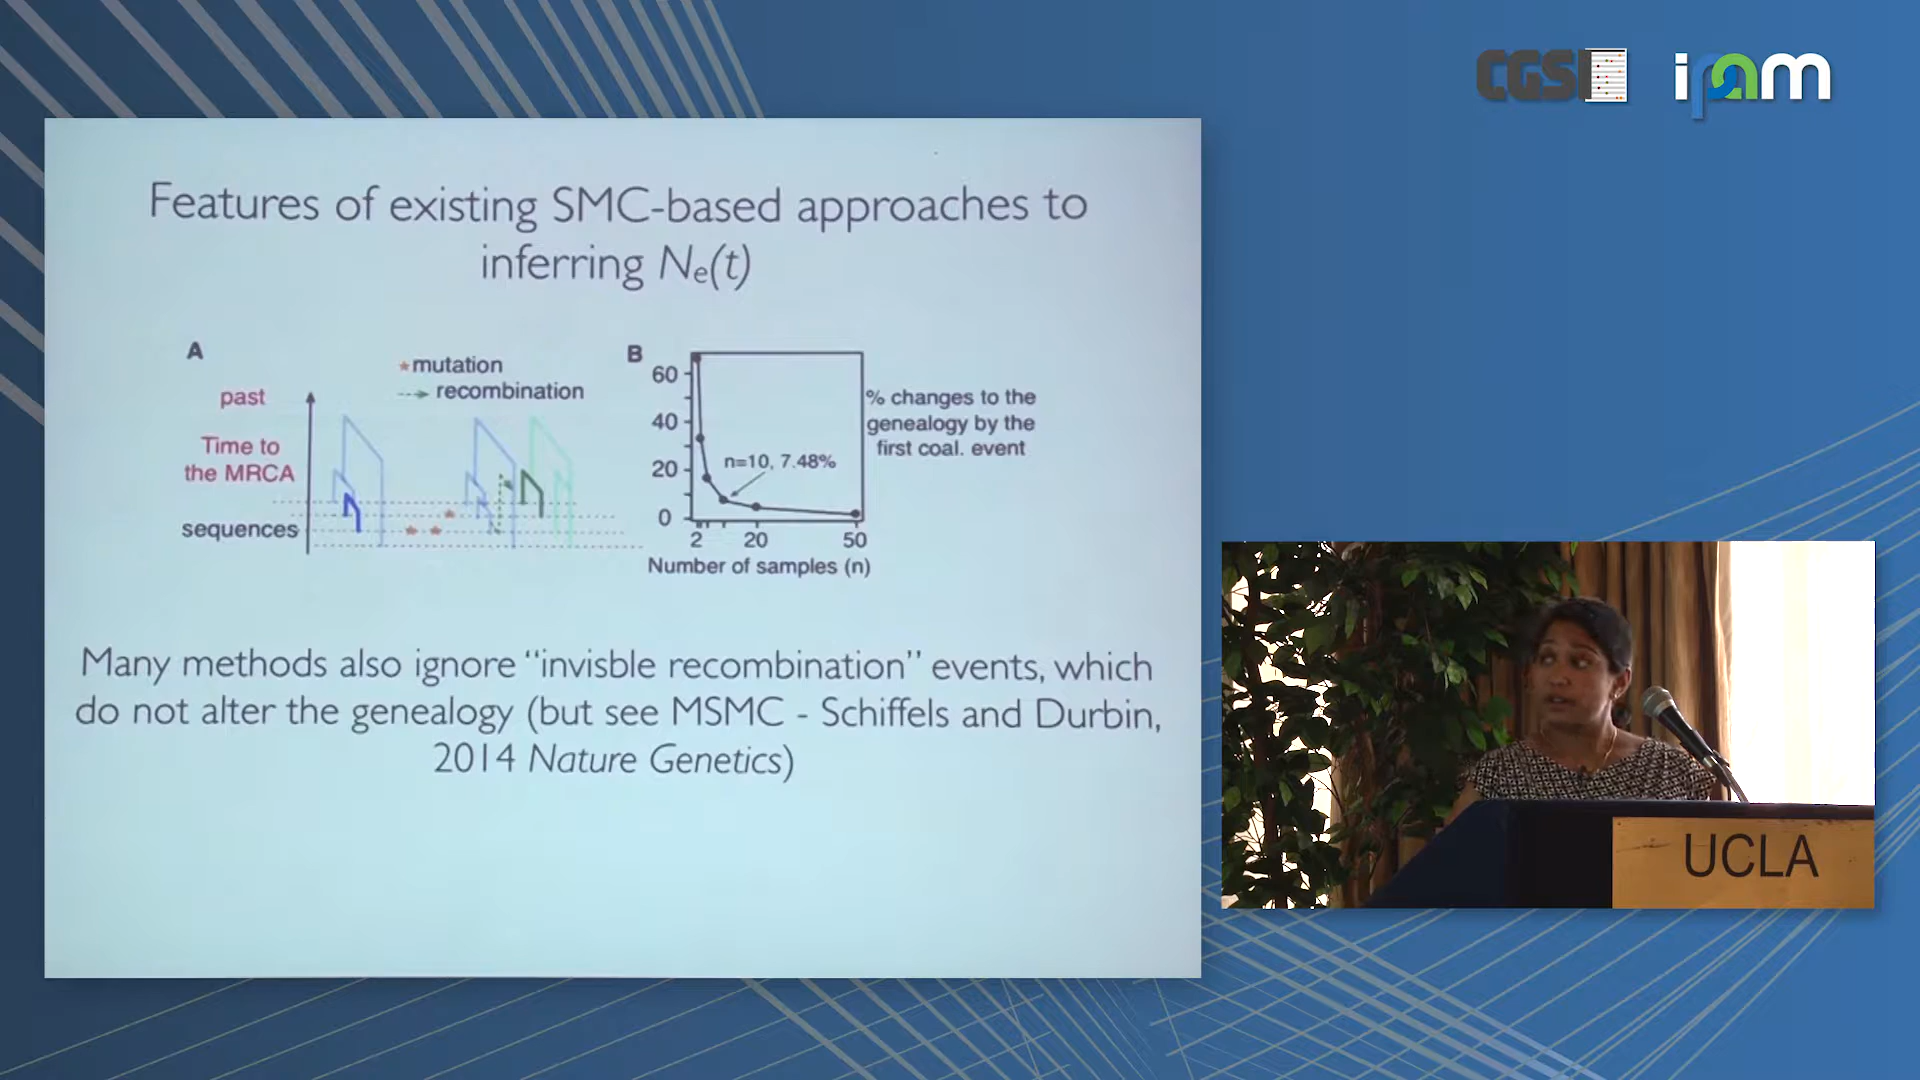 CGSI
ipam
Features of existing SMC-based approaches to
inferring Ne(t)
A
past
Time to
the MRCA
sequences
*mutation
recombination
B
60
40
20
0
n=10, 7.48%
2 20 50
Number of samples (n)
% changes to the
genealogy by the
first coal. event
Many methods also ignore “invisble recombination” events, which
do not alter the genealogy (but see MSMC - Schiffels and Durbin,
2014 Nature Genetics)
UCLA